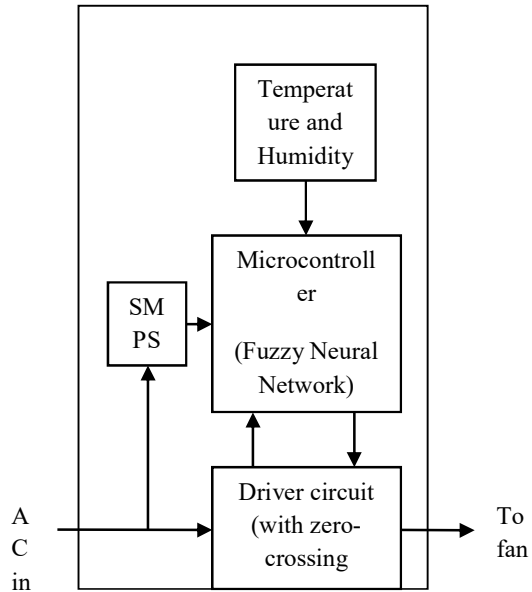 Temperat
ure and
Humidity
Microcontroll
er
(Fuzzy Neural
Network)
SM
PS
Driver circuit
(with zero-
crossing
A
C
in
To
fan